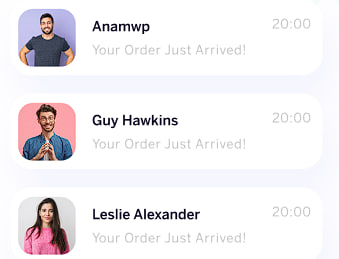 Anamwp 20:00
Your Order Just Arrived!
Guy Hawkins 20:00
Your Order Just Arrived!
Leslie Alexander 20:00
Your Order Just Arrived!